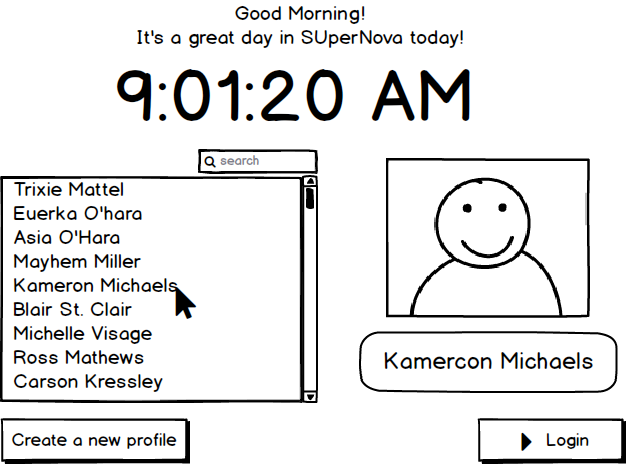 Good Morning!
It's a great day in SUperNova today!
9:01:20 AM
search
Trixie Mattel
Euerka O'hara
Asia O'Hara
Mayhem Miller
Kameron Michaels
Blair St. Clair
Michelle Visage
Ross Mathews
Carson Kressley
Kamercon Michaels
Create a new profile
Login